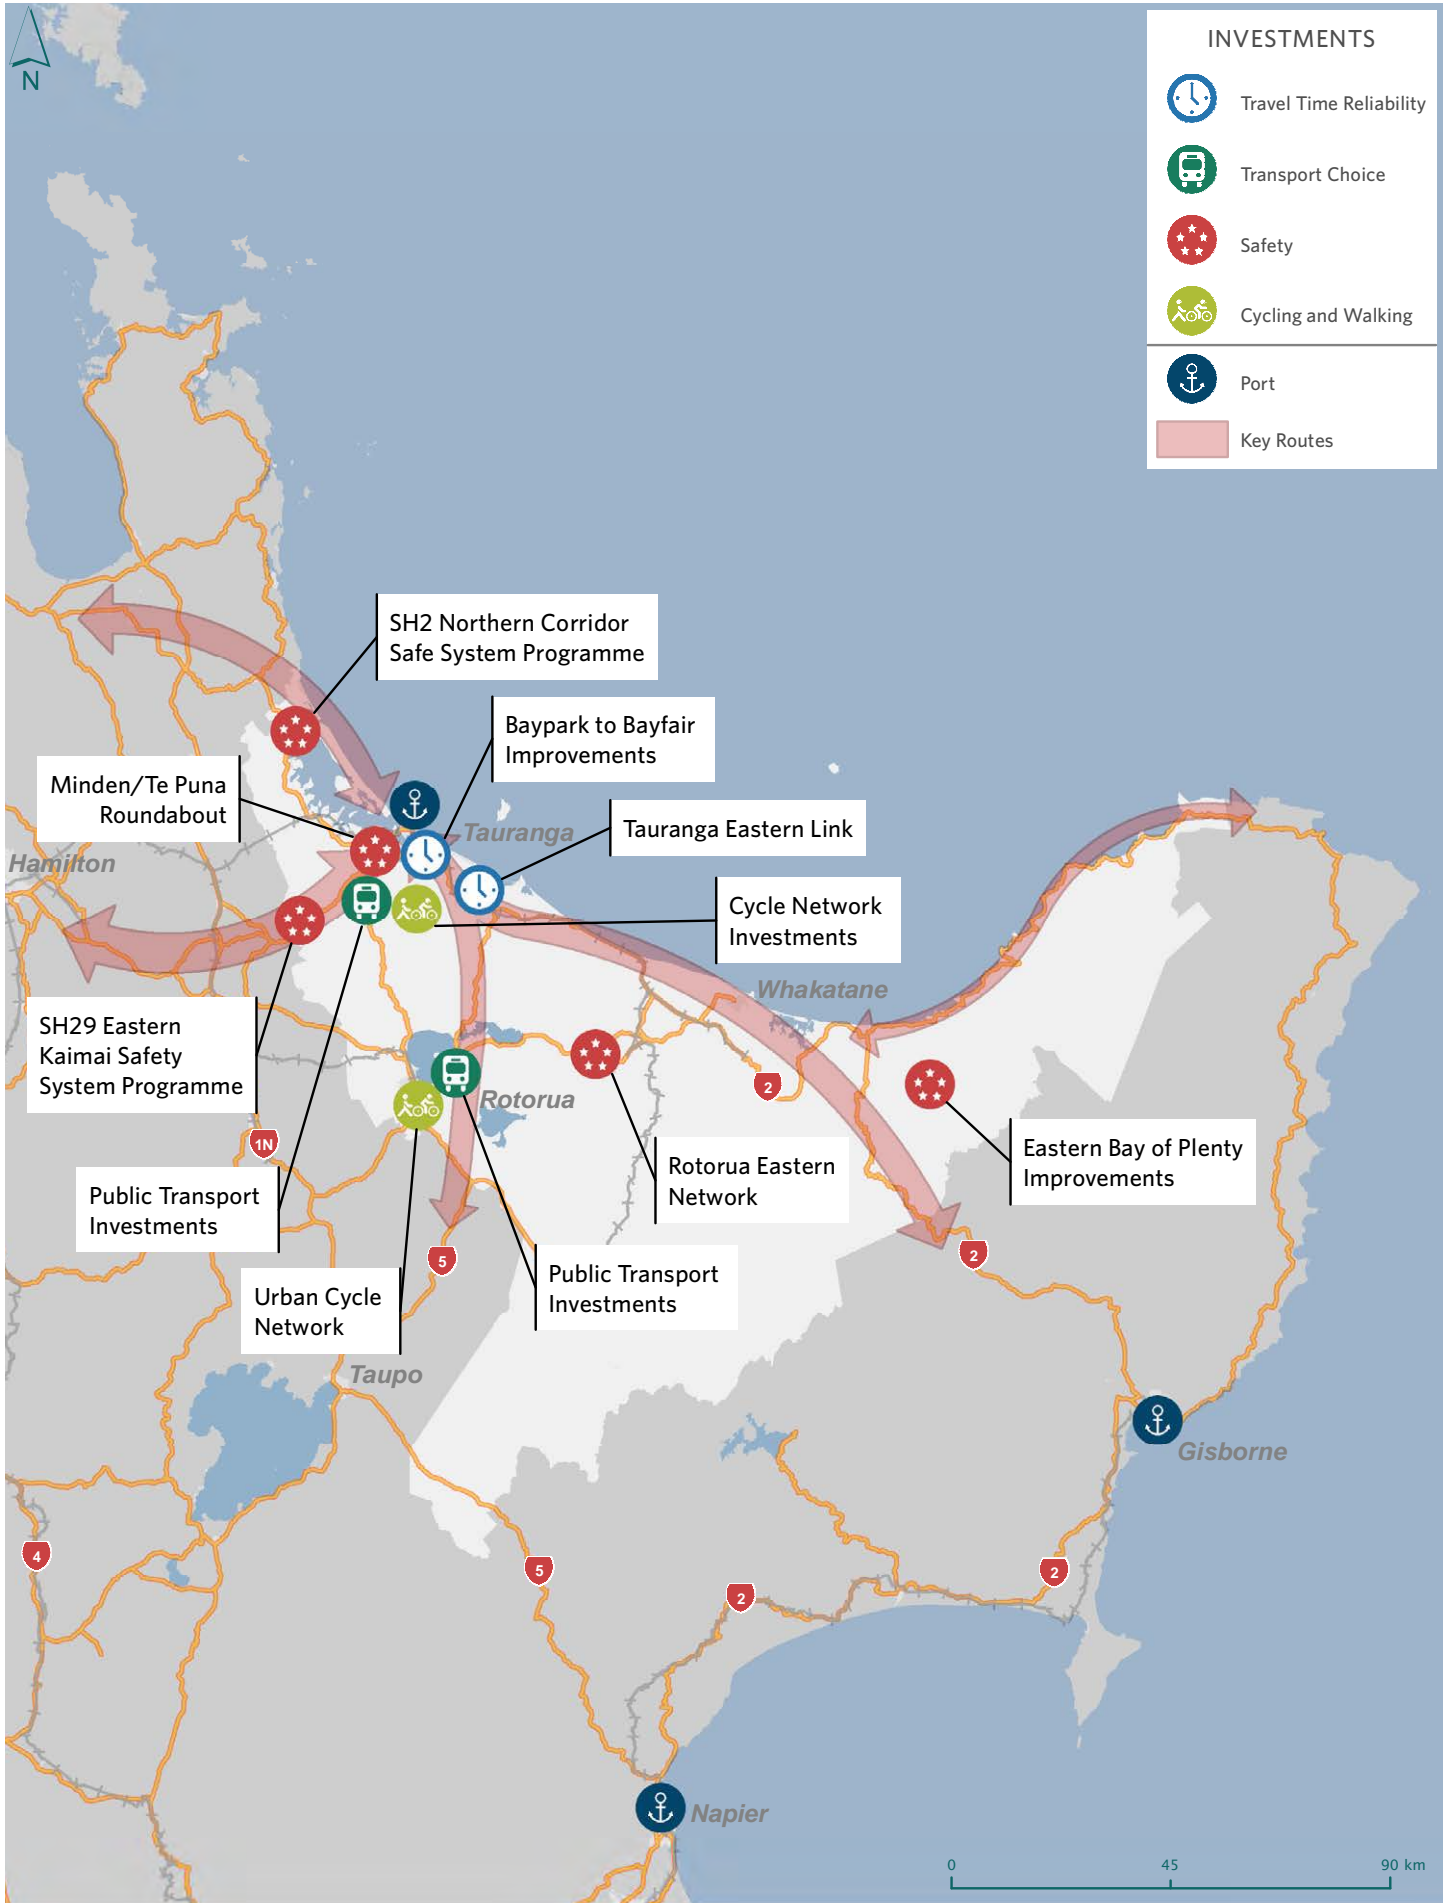 N
INVESTMENTS
Travel Time Reliability
Transport Choice
Safety
Cycling and Walking
Port
Key Routes
SH2 Northern Corridor
Safe System Programme
Baypark to Bayfair
Improvements
Minden/Te Puna
Roundabout
Tauranga
Tauranga Eastern Link
Hamilton
Cycle Network
Investments
Whakatane
SH29 Eastern
Kaimai Safety
System Programme
2
Rotorua
1N
Eastern Bay of Plenty
Improvements
Rotorua Eastern
Network
Public Transport
Investments
5
2
Public Transport
Investments
Urban Cycle
Network
Taupo
Gisborne
4
5
2
2
Napier
0
45
90 km